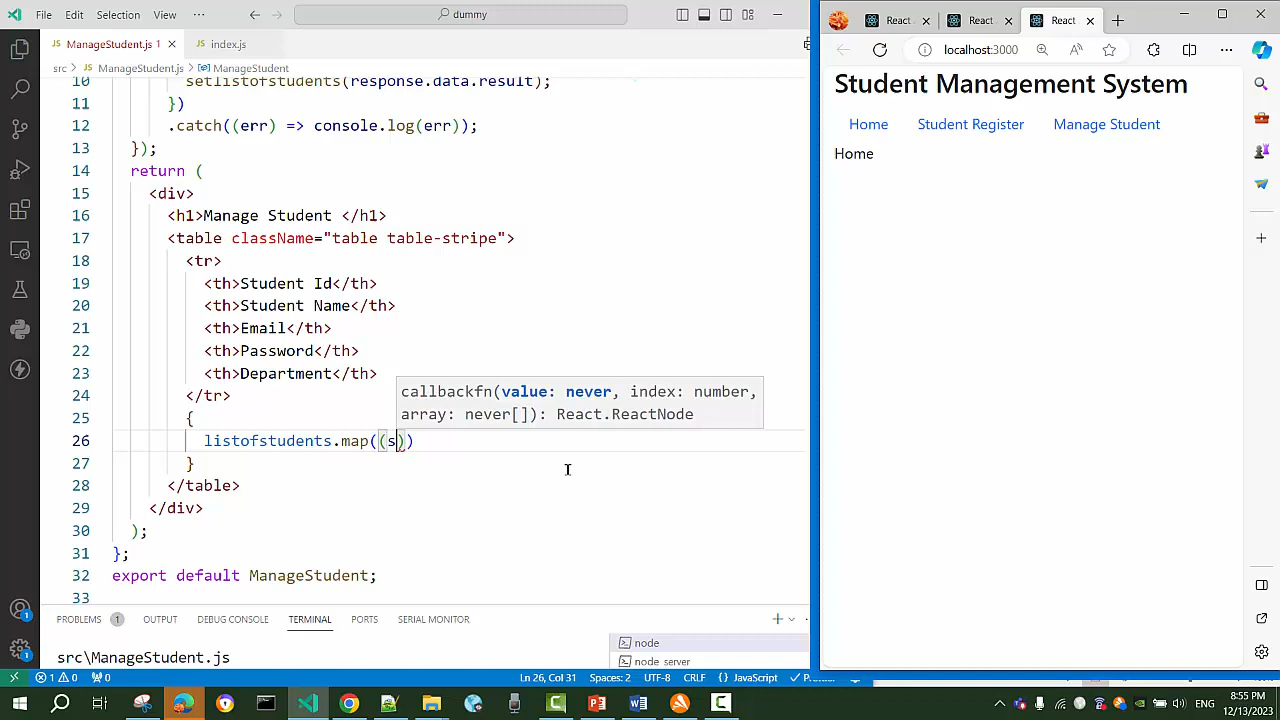 File Edit Selection View ··· dummy
ManageStudent.js 1 index.js
src > ManageStudent.js > ManageStudent
10 setlistofstudents(response.data.result);
11 })
12 .catch((err) => console.log(err));
13 });
14 return (
15 <div>
16 <h1>Manage Student </h1>
17 <table className="table table-stripe">
18 <tr>
19 <th>Student Id</th>
20 <th>Student Name</th>
21 <th>Email</th>
22 <th>Password</th>
23 <th>Department</th>
24 </tr>
25 {
callbackfn(value: never, index: number,
array: never[]): React.ReactNode
26 listofstudents.map((s))
27 }
28 </table>
29 </div>
30 );
31 };
32 export default ManageStudent;
33
PROBLEMS 1 OUTPUT DEBUG CONSOLE TERMINAL PORTS SERIAL MONITOR
node
src\ManageStudent.js
node server
1 0 0 Ln 26, Col 31 Spaces: 2 UTF-8 CRLF {} JavaScript
React React React
localhost:3000
Student Management System
Home Student Register Manage Student
Home
ENG
8:55 PM
12/13/2023